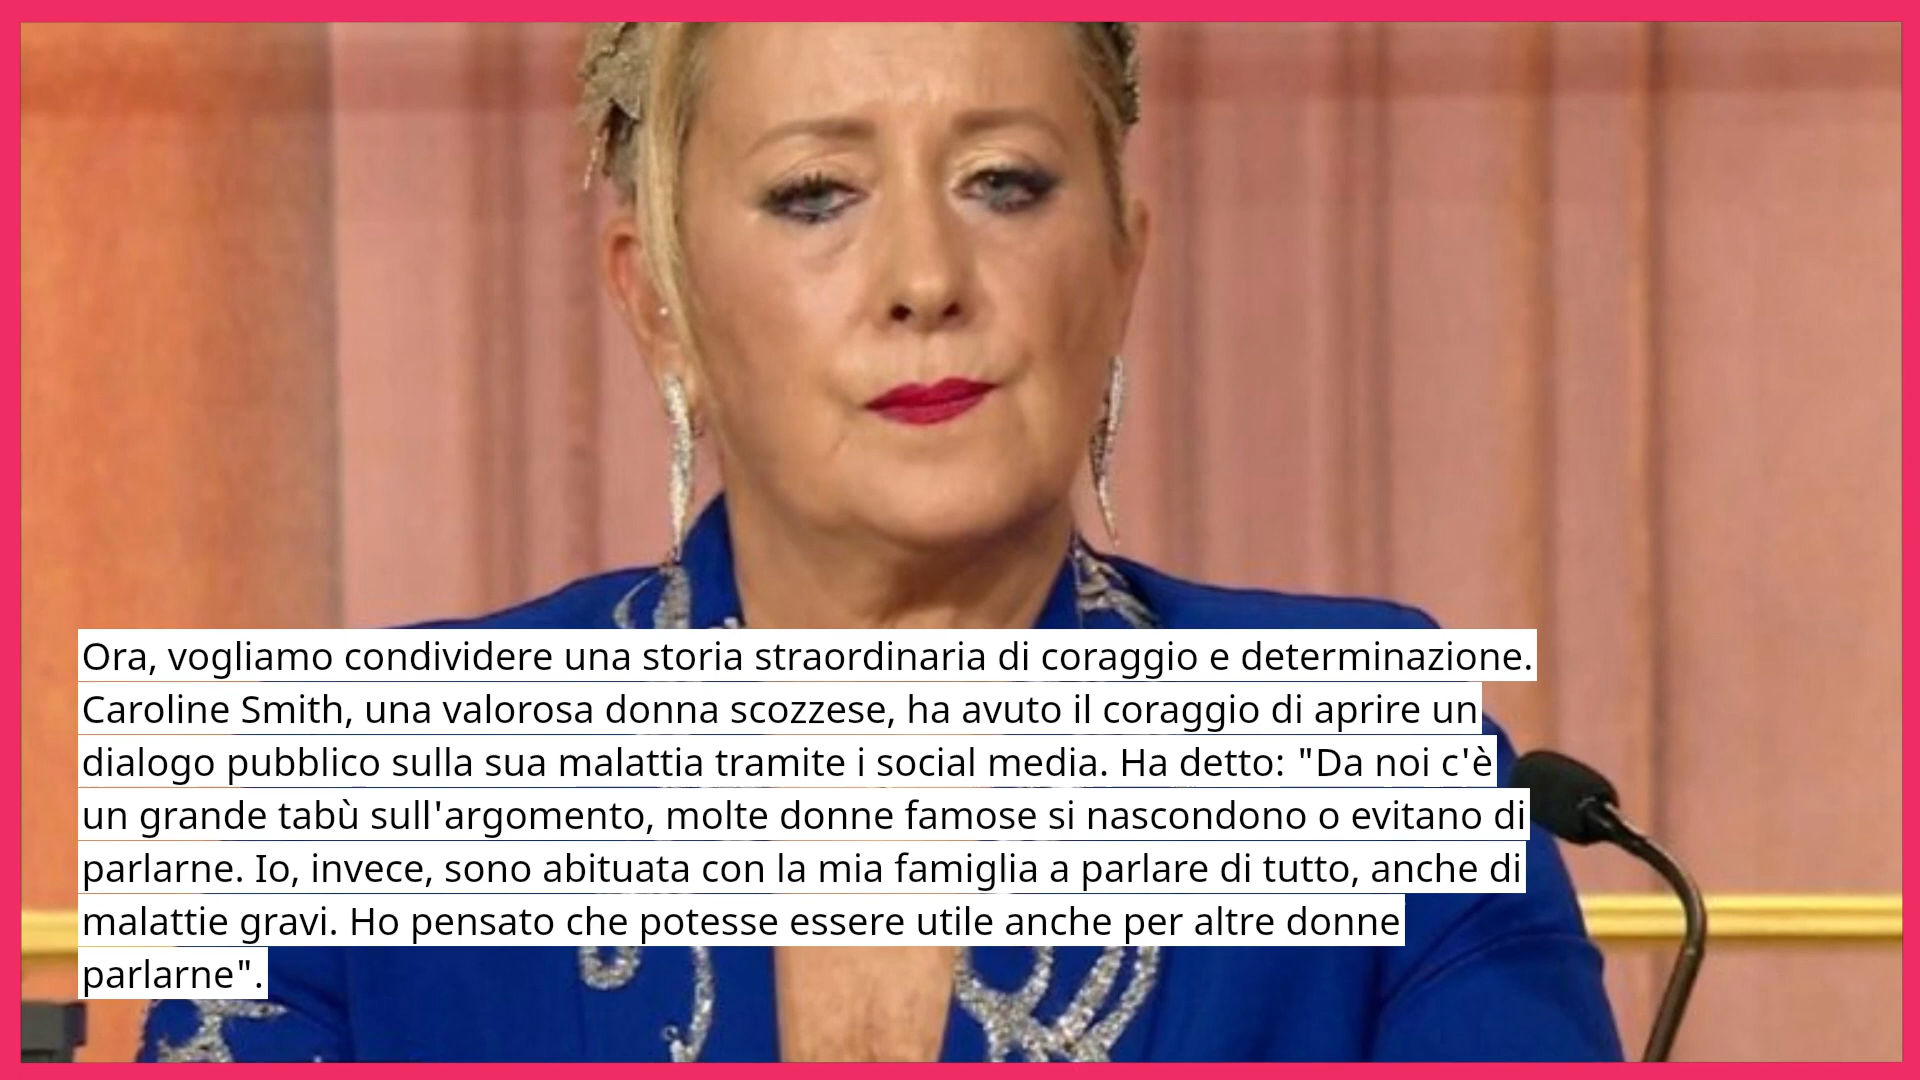 Ora, vogliamo condividere una storia straordinaria di coraggio e determinazione.
Caroline Smith, una valorosa donna scozzese, ha avuto il coraggio di aprire un
dialogo pubblico sulla sua malattia tramite i social media. Ha detto: "Da noi c'è
un grande tabù sull'argomento, molte donne famose si nascondono o evitano di
parlarne. Io, invece, sono abituata con la mia famiglia a parlare di tutto, anche di
malattie gravi. Ho pensato che potesse essere utile anche per altre donne
parlarne".